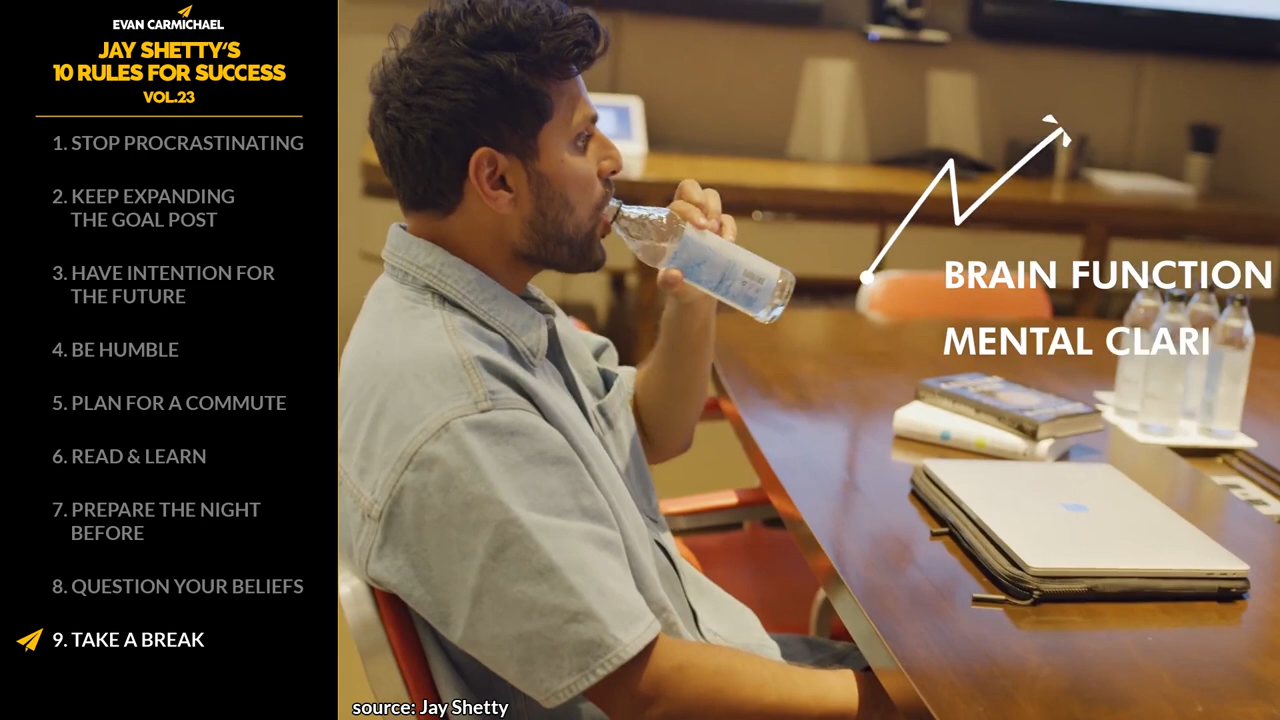 EVAN CARMICHAEL
JAY SHETTY'S
10 RULES FOR SUCCESS
VOL.23
1. STOP PROCRASTINATING
2. KEEP EXPANDING
THE GOAL POST
3. HAVE INTENTION FOR
THE FUTURE
4. BE HUMBLE
5. PLAN FOR A COMMUTE
6. READ & LEARN
7. PREPARE THE NIGHT
BEFORE
8. QUESTION YOUR BELIEFS
9. TAKE A BREAK
BRAIN FUNCTION
MENTAL CLARI
source: Jay Shetty